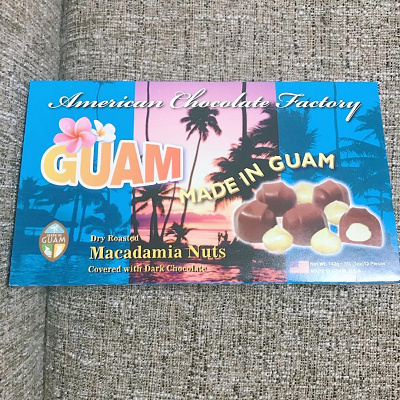 American Chocolate Factory
GUAM
MADE IN GUAM
GUAM
Dry Roasted
Macadamia Nuts
Covered with Dark Chocolate